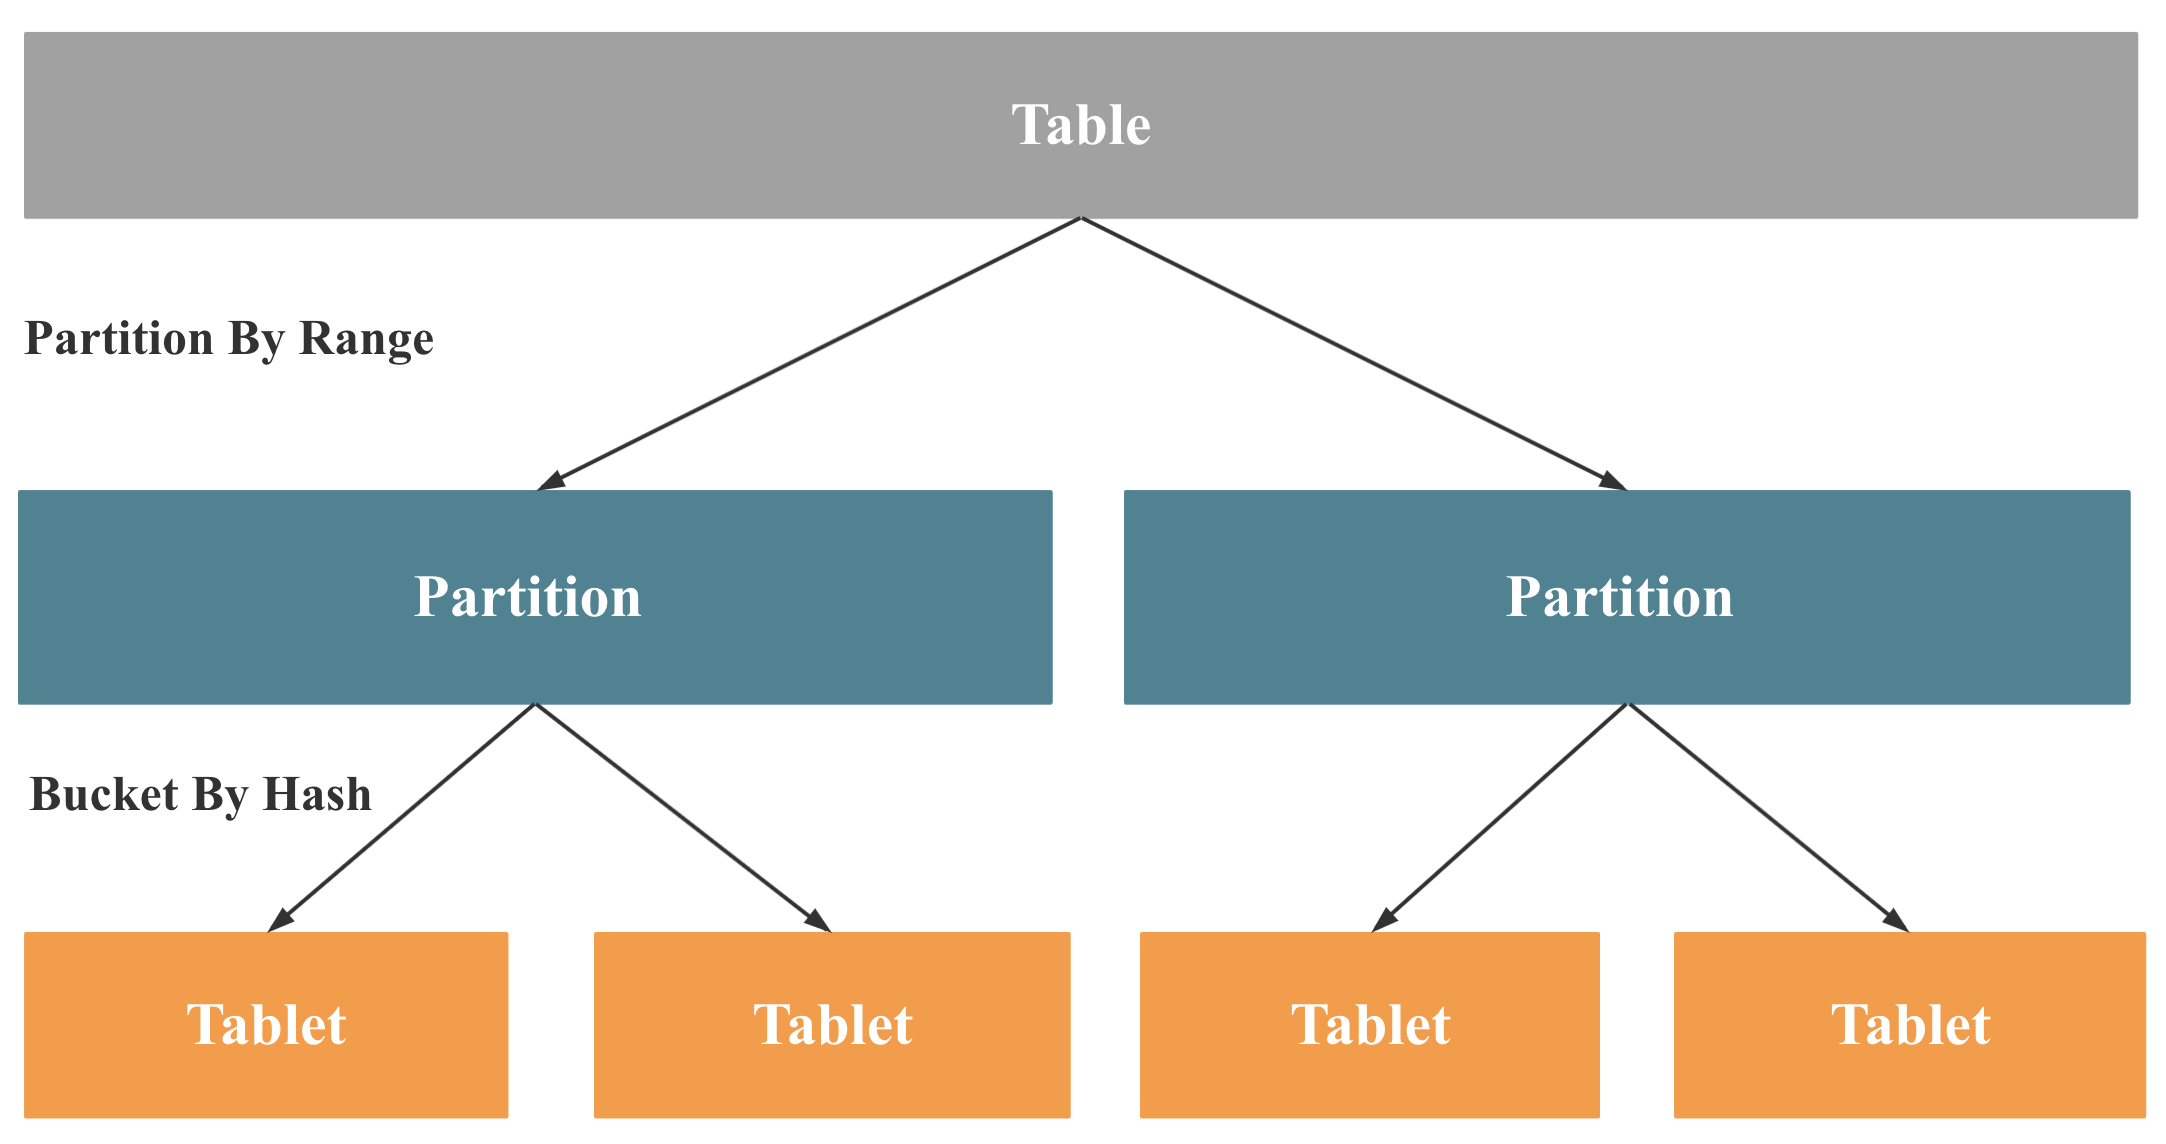 Table
Partition By Range
Partition
Partition
Bucket By Hash
Tablet
Tablet
Tablet
Tablet